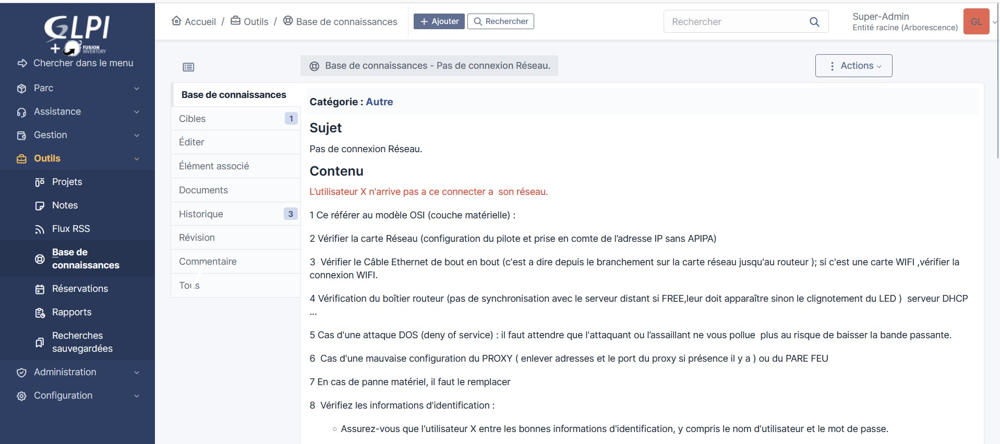 GLPI
+ FUSION INVENTORY
Chercher dans le menu
Parc
Assistance
Gestion
Outils
Projets
Notes
Flux RSS
Base de
connaissances
Réservations
Rapports
Recherches
sauvegardées
Administration
Configuration
Accueil / Outils / Base de connaissances
+ Ajouter
Rechercher
Rechercher
Super-Admin
Entité racine (Arborescence)
GL
Base de connaissances - Pas de connexion Réseau.
Actions
Base de connaissances
Cibles 1
Éditer
Élément associé
Documents
Historique 3
Révision
Commentaire
Tous
Catégorie : Autre
Sujet
Pas de connexion Réseau.
Contenu
L’utilisateur X n'arrive pas a ce connecter a  son réseau.
1 Ce référer au modèle OSI (couche matérielle) :
2 Vérifier la carte Réseau (configuration du pilote et prise en comte de l’adresse IP sans APIPA)
3  Vérifier le Câble Ethernet de bout en bout (c'est a dire depuis le branchement sur la carte réseau jusqu'au routeur ); si c'est une carte WIFI ,vérifier la
connexion WIFI.
4 Vérification du boîtier routeur (pas de synchronisation avec le serveur distant si FREE,leur doit apparaître sinon le clignotement du LED )  serveur DHCP
...
5 Cas d'une attaque DOS (deny of service) : il faut attendre que l'attaquant ou l’assaillant ne vous pollue  plus au risque de baisser la bande passante.
6  Cas d'une mauvaise configuration du PROXY ( enlever adresses et le port du proxy si présence il y a ) ou du PARE FEU
7 En cas de panne matériel, il faut le remplacer
8  Vérifiez les informations d'identification :
○ Assurez-vous que l'utilisateur X entre les bonnes informations d'identification, y compris le nom d'utilisateur et le mot de passe.